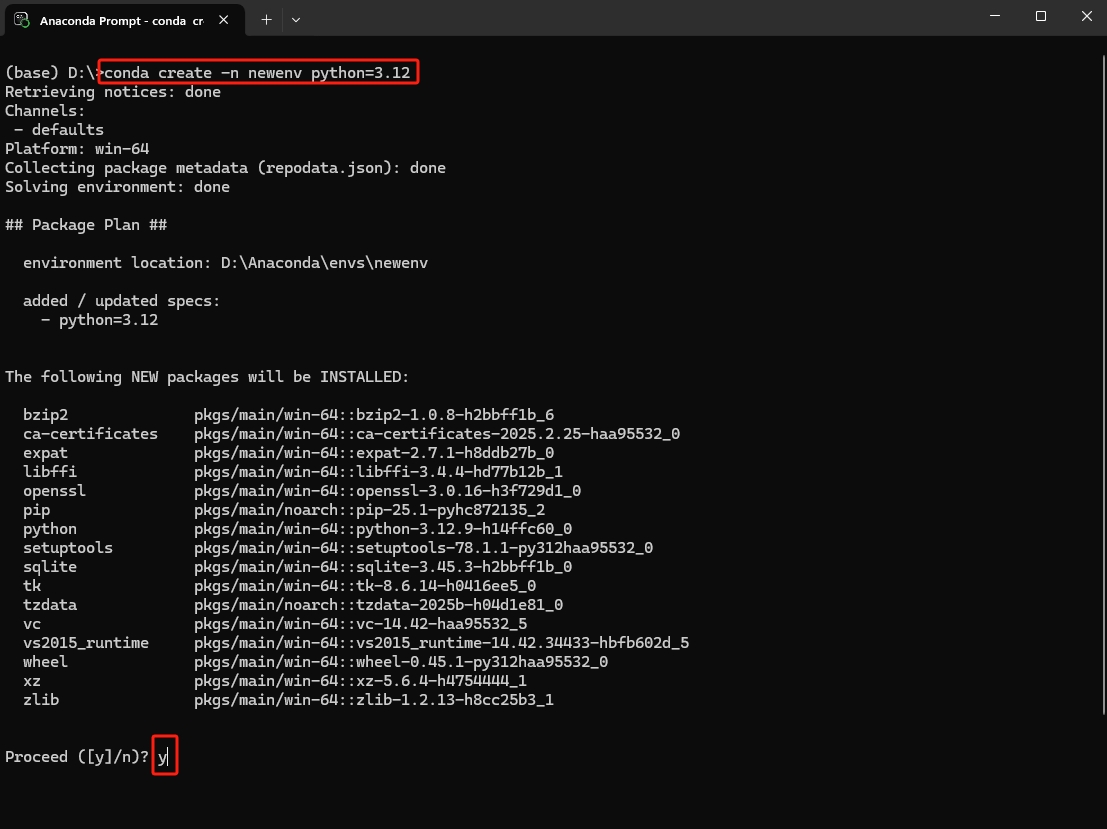 Anaconda Prompt - conda cr
(base) D:\>conda create -n newenv python=3.12
Retrieving notices: done
Channels:
 - defaults
Platform: win-64
Collecting package metadata (repodata.json): done
Solving environment: done
## Package Plan ##
  environment location: D:\Anaconda\envs\newenv
  added / updated specs:
    - python=3.12
The following NEW packages will be INSTALLED:
  bzip2              pkgs/main/win-64::bzip2-1.0.8-h2bbff1b_6
  ca-certificates    pkgs/main/win-64::ca-certificates-2025.2.25-haa95532_0
  expat              pkgs/main/win-64::expat-2.7.1-h8ddb27b_0
  libffi             pkgs/main/win-64::libffi-3.4.4-hd77b12b_1
  openssl            pkgs/main/win-64::openssl-3.0.16-h3f729d1_0
  pip                pkgs/main/noarch::pip-25.1-pyhc872135_2
  python             pkgs/main/win-64::python-3.12.9-h14ffc60_0
  setuptools         pkgs/main/win-64::setuptools-78.1.1-py312haa95532_0
  sqlite             pkgs/main/win-64::sqlite-3.45.3-h2bbff1b_0
  tk                 pkgs/main/win-64::tk-8.6.14-h0416ee5_0
  tzdata             pkgs/main/noarch::tzdata-2025b-h04d1e81_0
  vc                 pkgs/main/win-64::vc-14.42-haa95532_5
  vs2015_runtime     pkgs/main/win-64::vs2015_runtime-14.42.34433-hbfb602d_5
  wheel              pkgs/main/win-64::wheel-0.45.1-py312haa95532_0
  xz                 pkgs/main/win-64::xz-5.6.4-h4754444_1
  zlib               pkgs/main/win-64::zlib-1.2.13-h8cc25b3_1
Proceed ([y]/n)? y